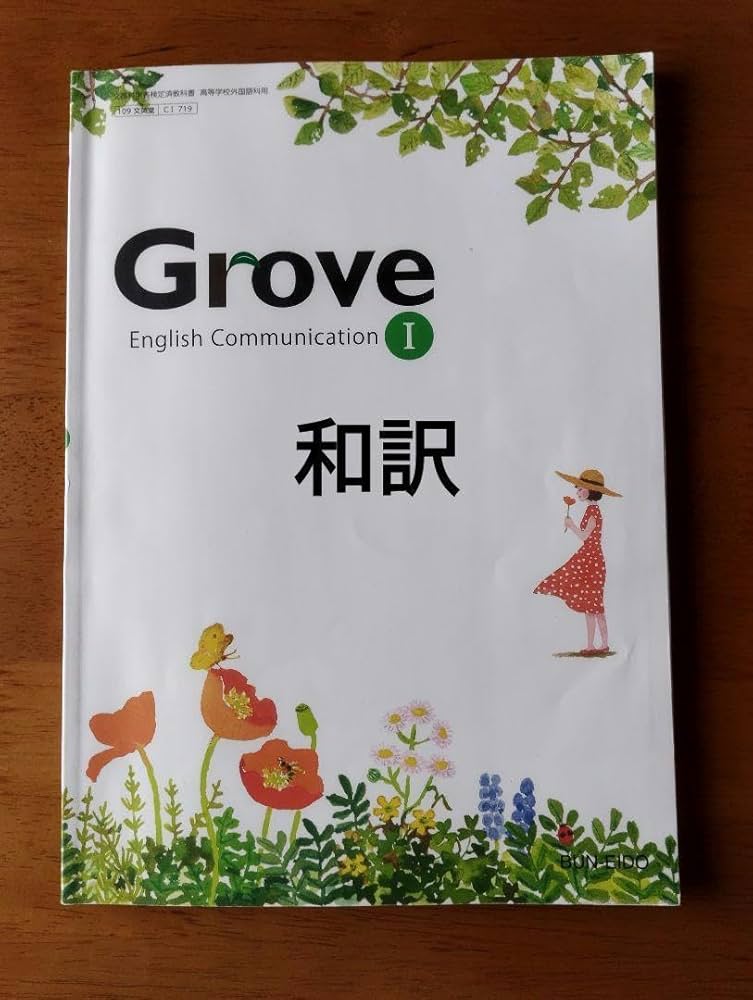 文部科学省検定済教科書 高等学校外国語科用
109 文英堂 CⅠ 719
Grove
English Communication Ⅰ
和訳
BUN-EIDO